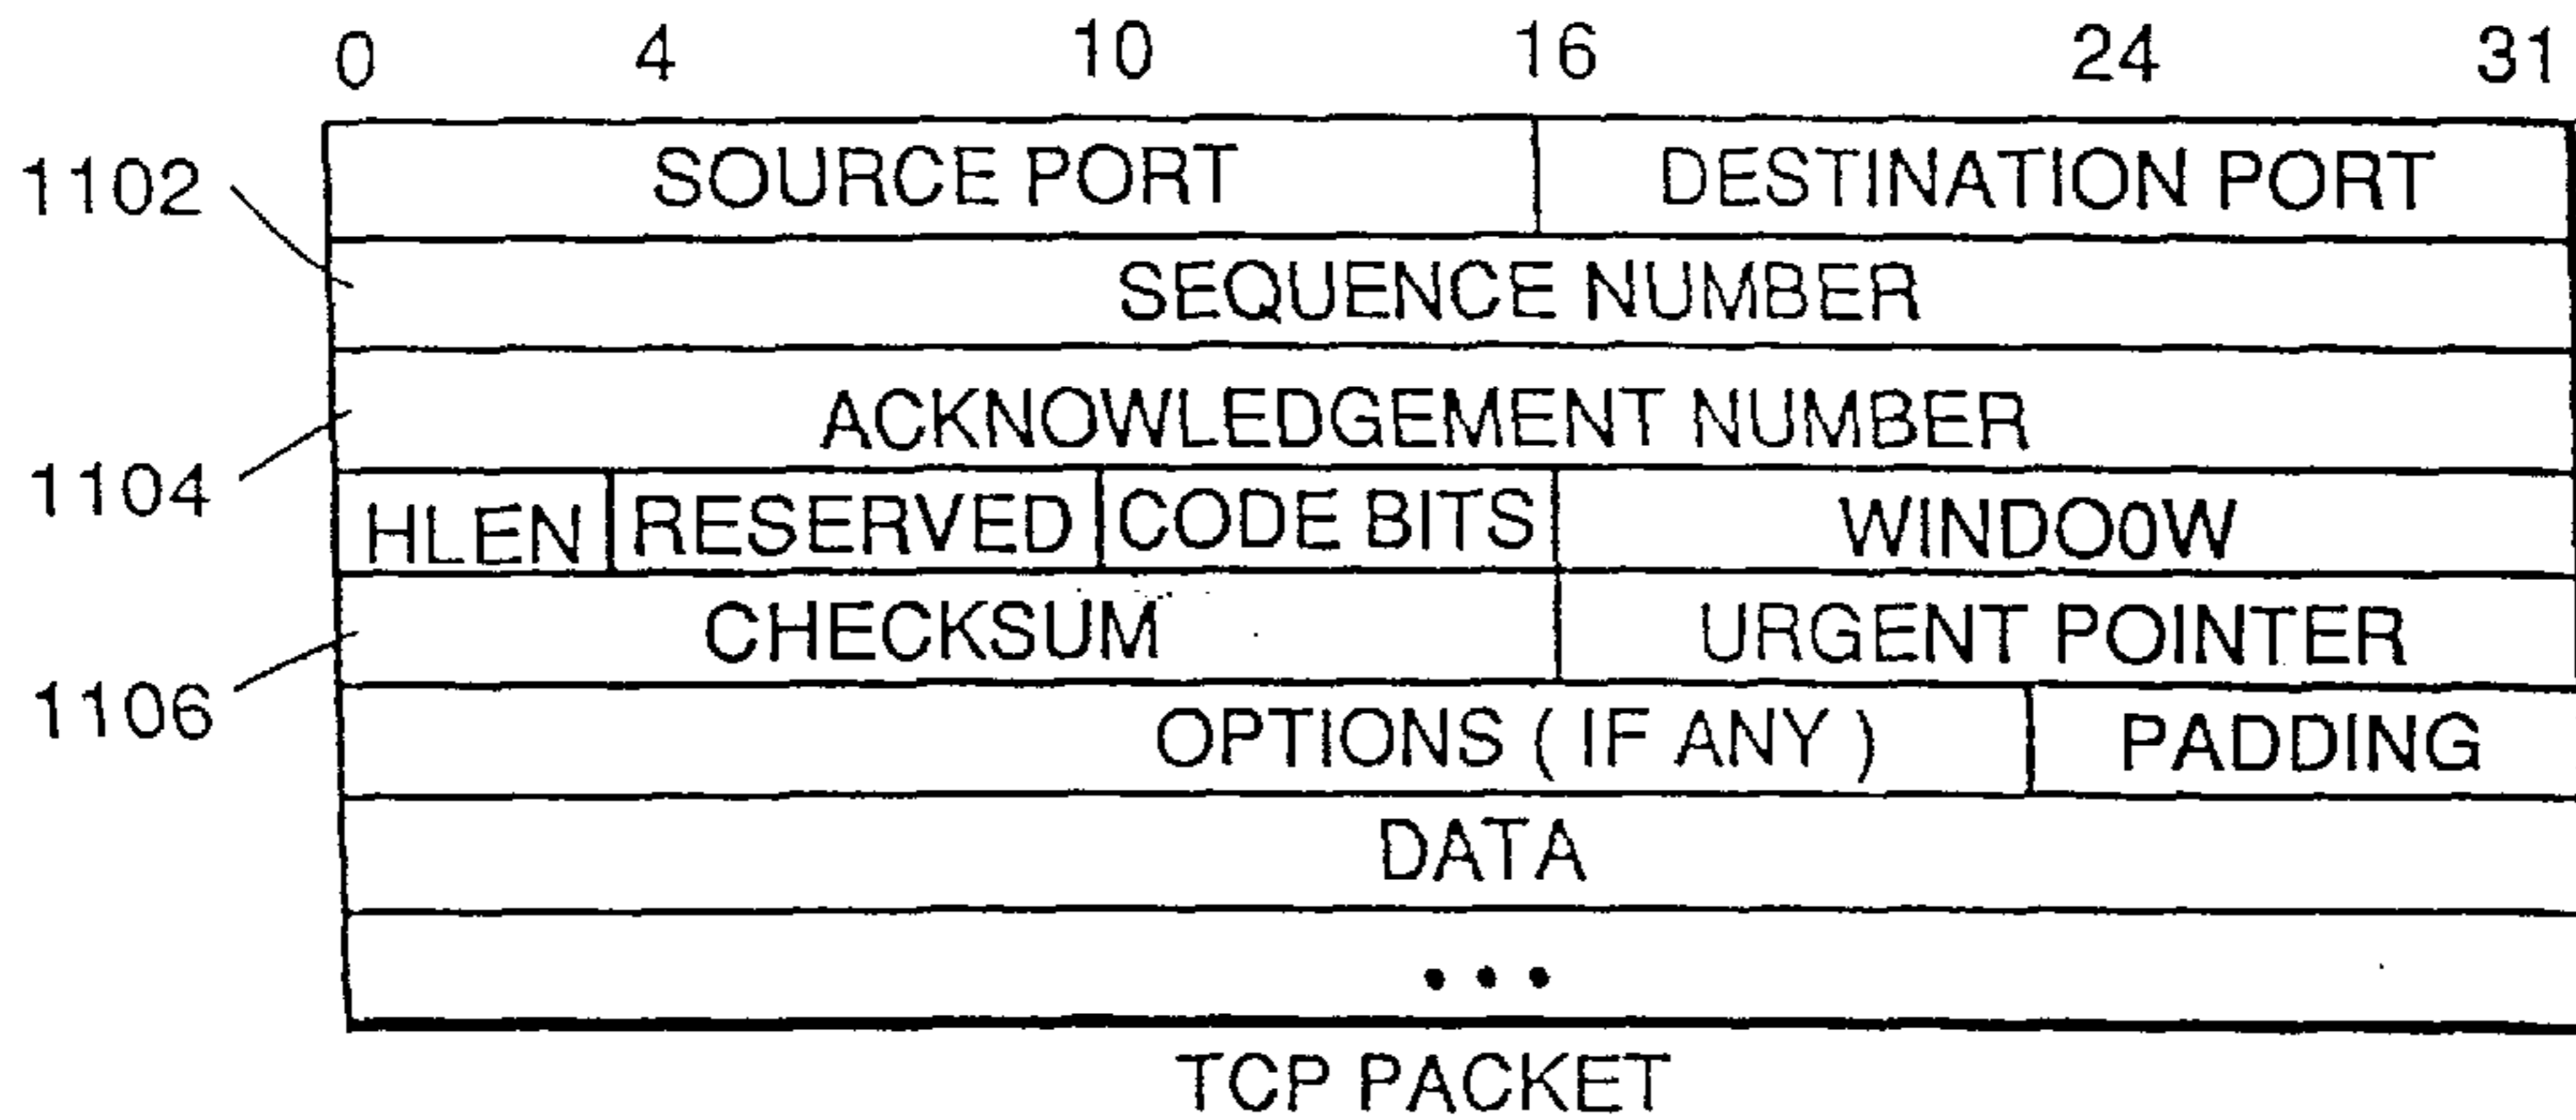 0 4 10 16 24 31
1102 SOURCE PORT DESTINATION PORT
SEQUENCE NUMBER
ACKNOWLEDGEMENT NUMBER
1104 HLEN RESERVED CODE BITS WINDO0W
CHECKSUM URGENT POINTER
1106 OPTIONS ( IF ANY ) PADDING
DATA
• • •
TCP PACKET